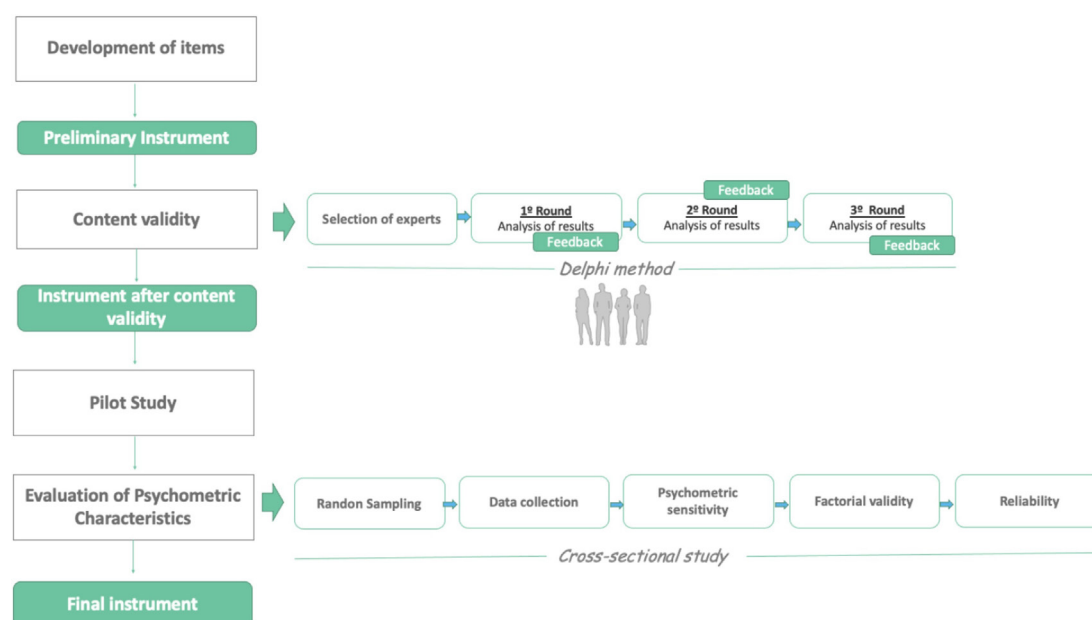 Development of items
Preliminary Instrument
Content validity
Selection of experts
1º Round
Analysis of results
Feedback
Feedback
2º Round
Analysis of results
3º Round
Analysis of results
Feedback
Delphi method
Instrument after content
validity
Pilot Study
Evaluation of Psychometric
Characteristics
Randon Sampling
Data collection
Psychometric
sensitivity
Factorial validity
Reliability
Cross-sectional study
Final instrument